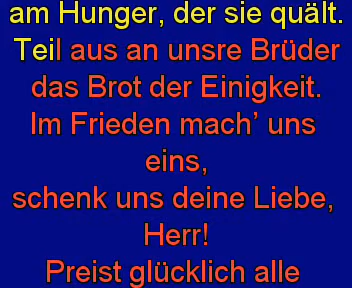 am Hunger, der sie quält.
Teil aus an unsre Brüder
das Brot der Einigkeit.
Im Frieden mach’ uns
eins,
schenk uns deine Liebe,
Herr!
Preist glücklich alle